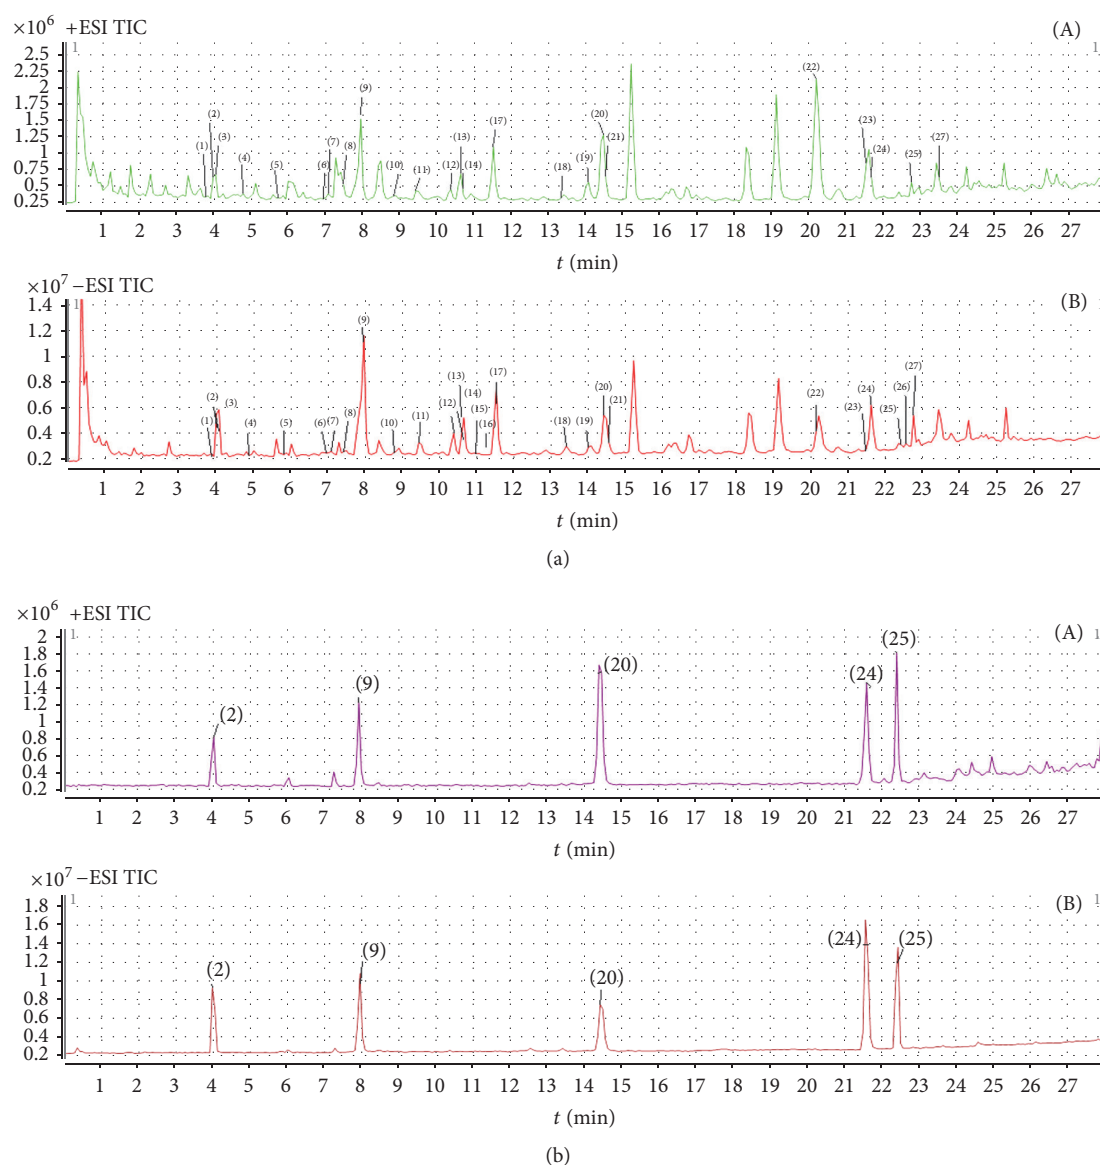 ×10⁶ +ESI TIC (A)
1 1
2.5
2.25
2
1.75
1.5
1.25
1
0.75
0.5
0.25
(1) (2) (3) (4) (5) (6) (7) (8) (9) (10) (11) (12) (13) (14) (17) (18) (19) (20) (21) (22) (23) (24) (25) (27)
1 2 3 4 5 6 7 8 9 10 11 12 13 14 15 16 17 18 19 20 21 22 23 24 25 26 27
t (min)
×10⁷ −ESI TIC (B)
1
1.4
1.2
1
0.8
0.6
0.4
0.2
(1) (2) (3) (4) (5) (6) (7) (8) (9) (10) (11) (12) (13) (14) (15) (16) (17) (18) (19) (20) (21) (22) (23) (24) (25) (26) (27)
1 2 3 4 5 6 7 8 9 10 11 12 13 14 15 16 17 18 19 20 21 22 23 24 25 26 27
t (min)
(a)
×10⁶ +ESI TIC (A)
1 1
2
1.8
1.6
1.4
1.2
1
0.8
0.6
0.4
0.2
(2) (9) (20) (24) (25)
1 2 3 4 5 6 7 8 9 10 11 12 13 14 15 16 17 18 19 20 21 22 23 24 25 26 27
t (min)
×10⁷ −ESI TIC (B)
1 1
1.8
1.6
1.4
1.2
1
0.8
0.6
0.4
0.2
(2) (9) (20) (24) (25)
1 2 3 4 5 6 7 8 9 10 11 12 13 14 15 16 17 18 19 20 21 22 23 24 25 26 27
t (min)
(b)